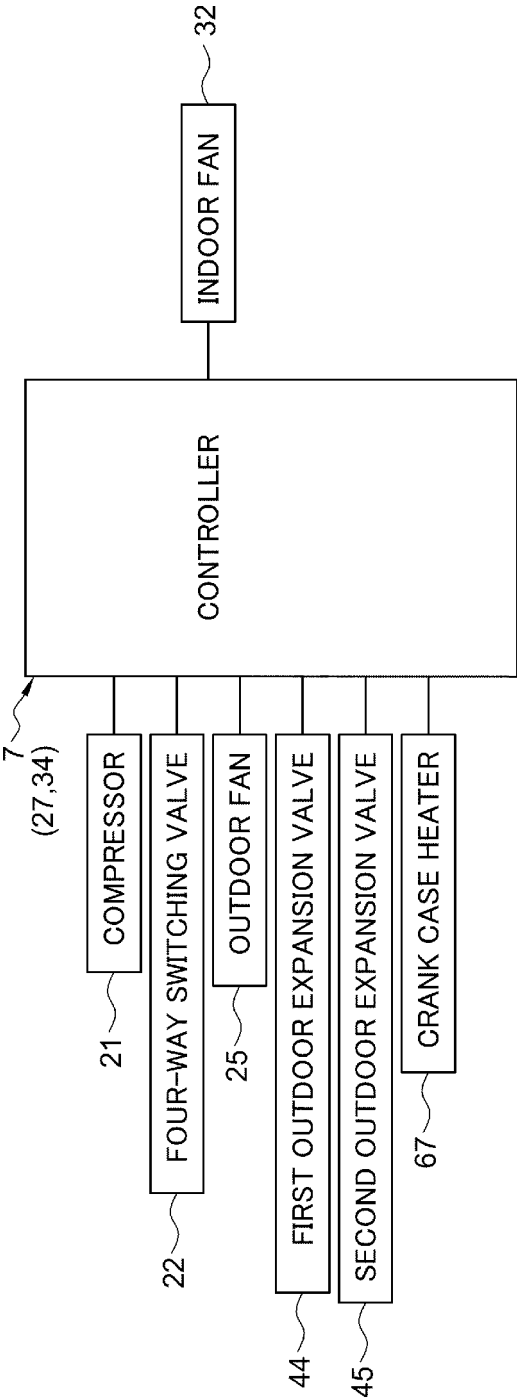 7
(27,34)
CONTROLLER
COMPRESSOR
21
FOUR-WAY SWITCHING VALVE
22
OUTDOOR FAN
25
FIRST OUTDOOR EXPANSION VALVE
44
SECOND OUTDOOR EXPANSION VALVE
45
CRANK CASE HEATER
67
INDOOR FAN
32